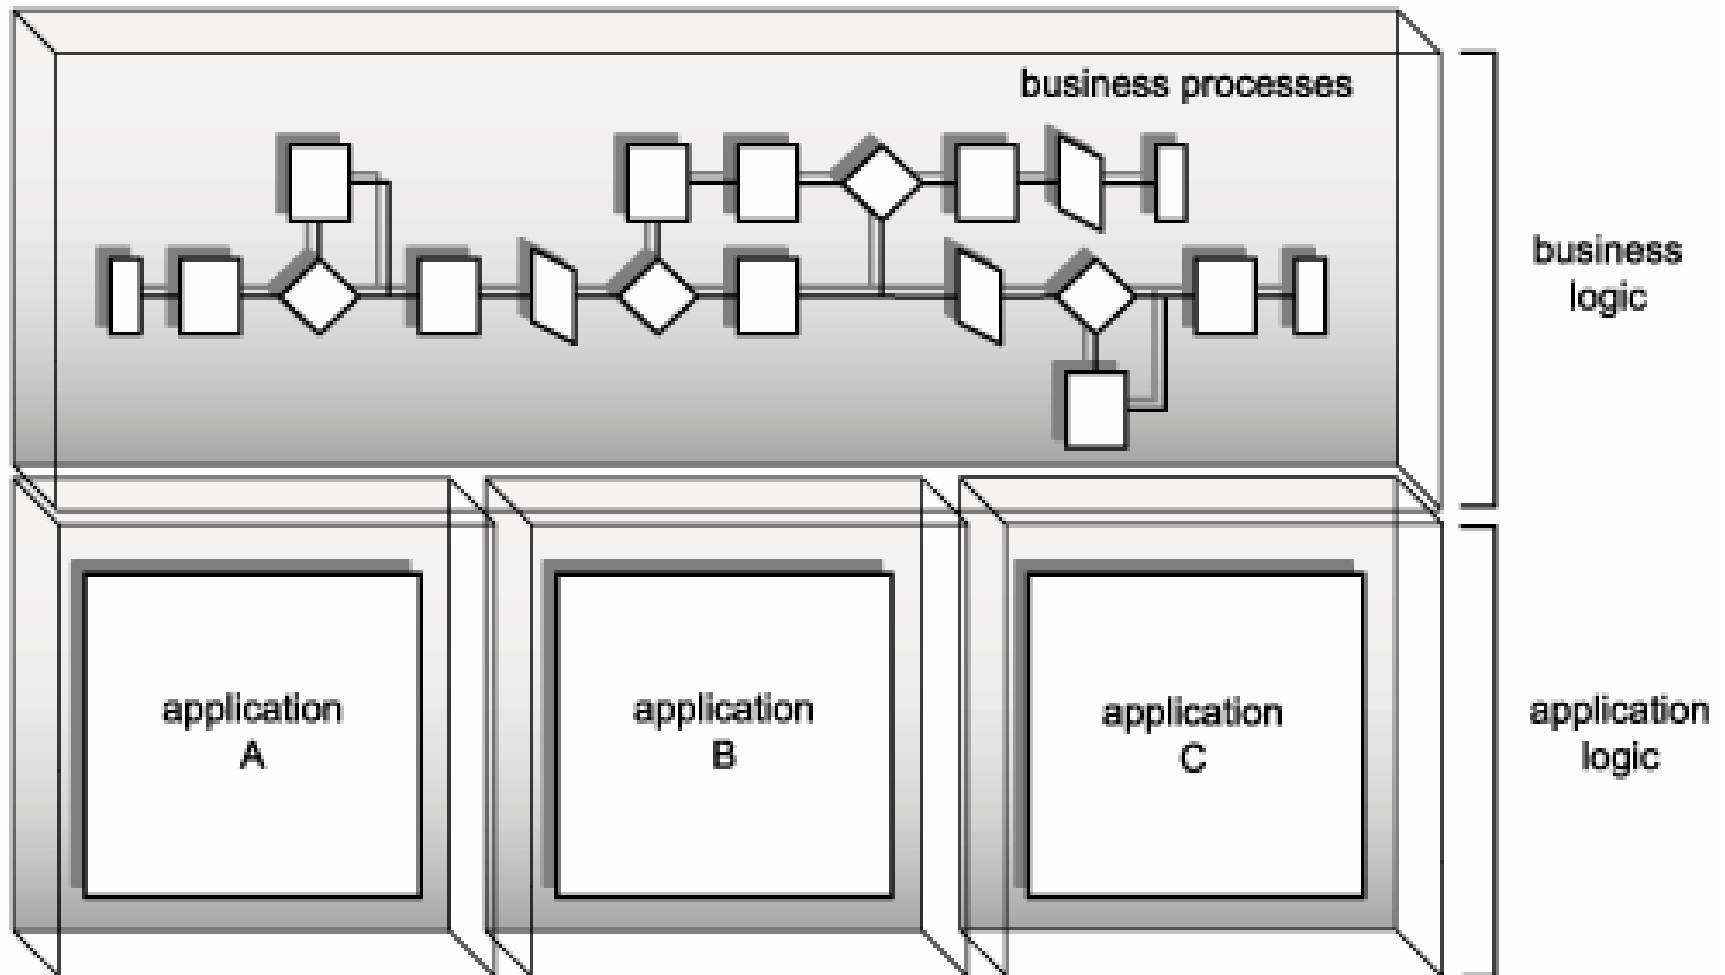 business processes
business
logic
application
A
application
B
application
C
application
logic